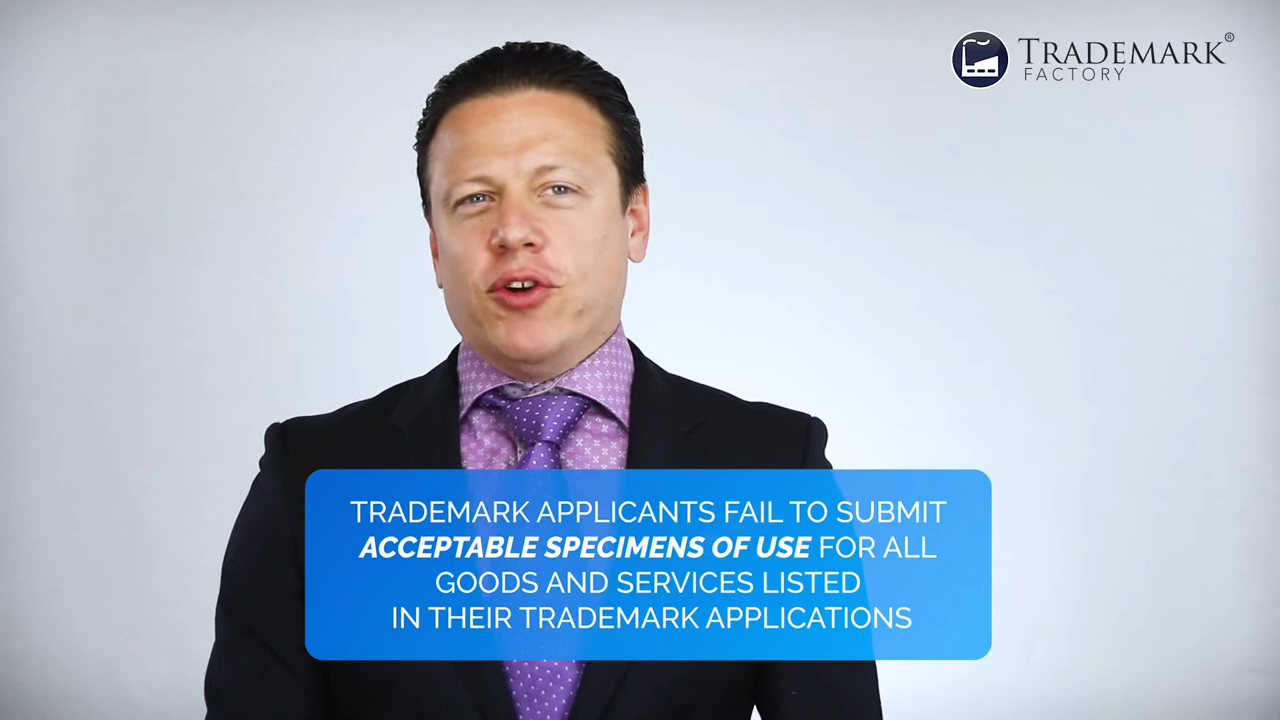 TRADEMARK®
FACTORY
TRADEMARK APPLICANTS FAIL TO SUBMIT
ACCEPTABLE SPECIMENS OF USE FOR ALL
GOODS AND SERVICES LISTED
IN THEIR TRADEMARK APPLICATIONS